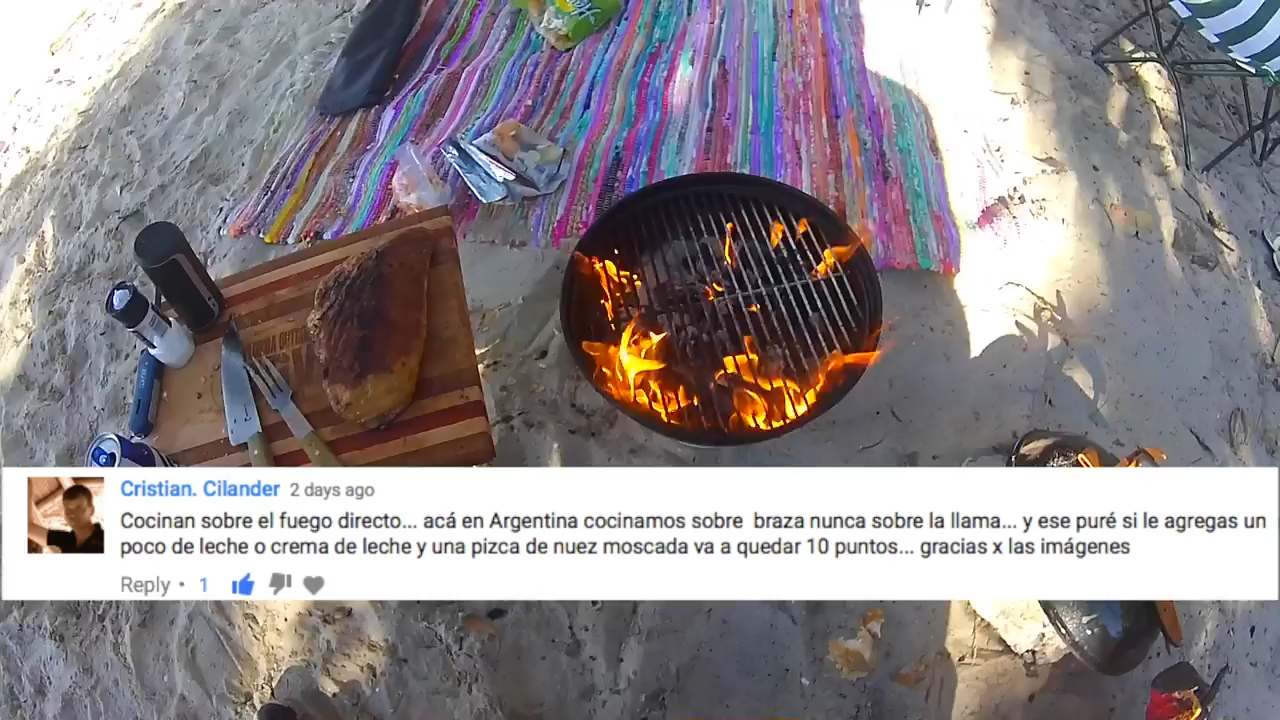 Cristian. Cilander 2 days ago
Cocinan sobre el fuego directo... acá en Argentina cocinamos sobre braza nunca sobre la llama... y ese puré si le agregas un
poco de leche o crema de leche y una pizca de nuez moscada va a quedar 10 puntos... gracias x las imágenes
Reply • 1